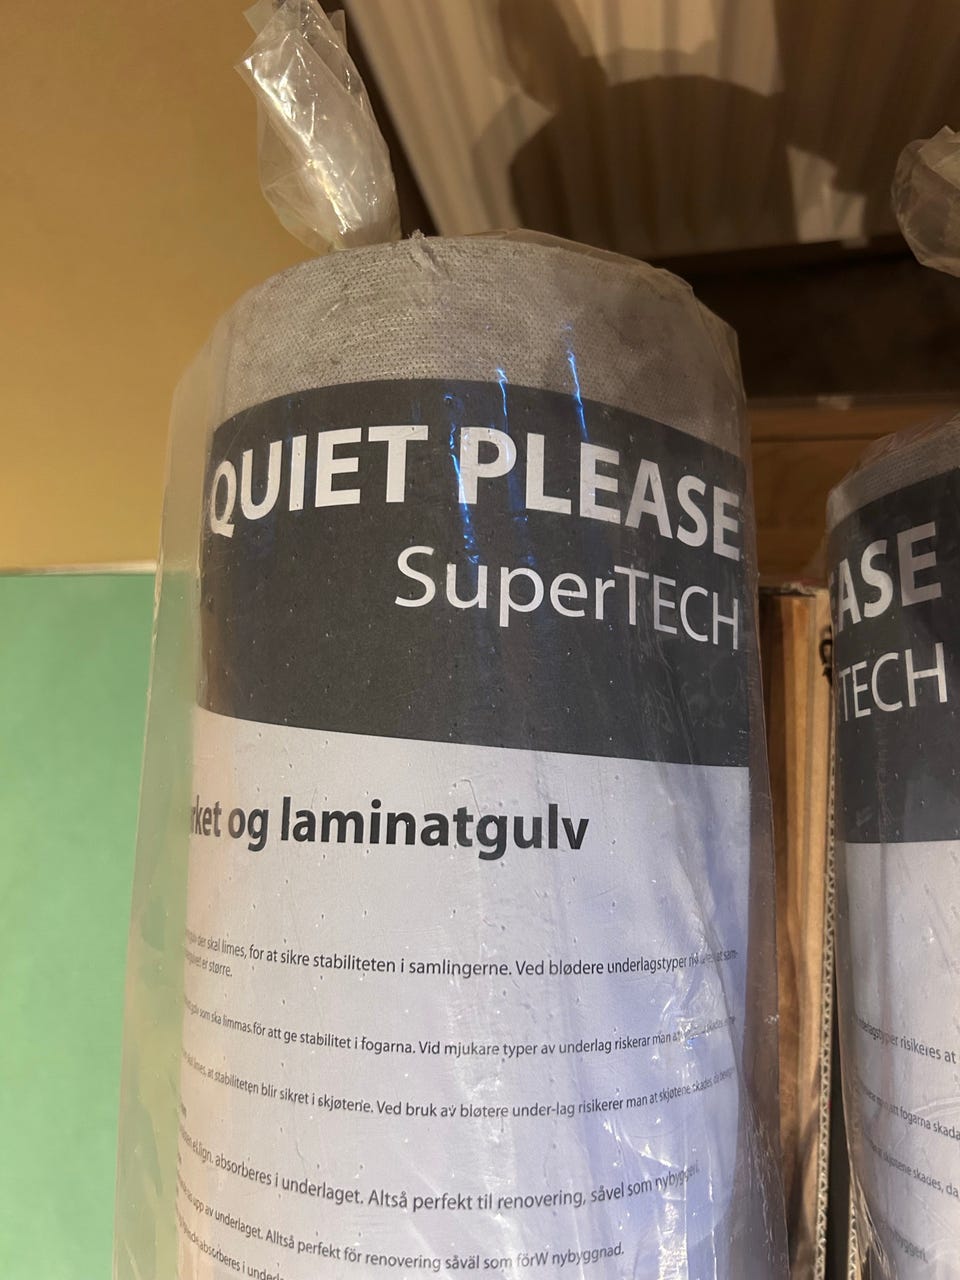 QUIET PLEASE
SuperTECH
rket og laminatgulv
der skal limes, for at sikre stabiliteten i samlingerne. Ved blødere underlagstyper
er større.
som ska limmas för att ge stabilitet i fogarna. Vid mjukare typer av underlag riskerar man
limes, at stabiliteten blir sikret i skjøtene. Ved bruk av bløtere under-lag risikerer man at skjøtene skades, da
absorberes i underlaget. Altså perfekt til renovering, såvel som nybyggeri.
upp av underlaget. Alltså perfekt för renovering såväl som förW nybyggnad.
absorberes i
ASE
TECH
risikeres at
att fogarna skada
skjøtene skades, da